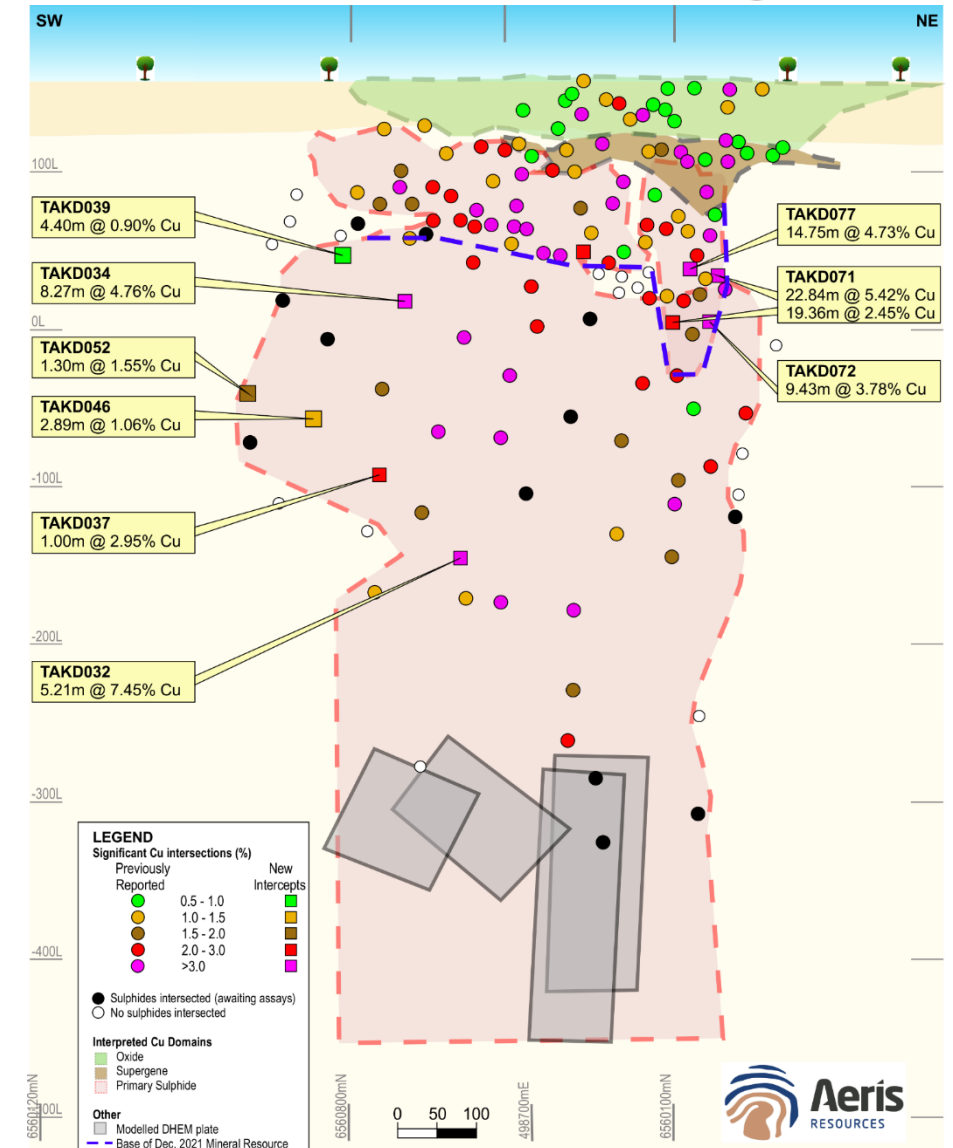 SW
NE
100L
TAKD039
4.40m @ 0.90% Cu
TAKD077
14.75m @ 4.73% Cu
TAKD034
8.27m @ 4.76% Cu
TAKD071
22.84m @ 5.42% Cu
19.36m @ 2.45% Cu
0L
TAKD052
1.30m @ 1.55% Cu
TAKD072
9.43m @ 3.78% Cu
TAKD046
2.89m @ 1.06% Cu
-100L
TAKD037
1.00m @ 2.95% Cu
-200L
TAKD032
5.21m @ 7.45% Cu
-300L
-400L
LEGEND
Significant Cu intersections (%)
Previously Reported
New Intercepts
0.5 - 1.0
1.0 - 1.5
1.5 - 2.0
2.0 - 3.0
>3.0
Sulphides intersected (awaiting assays)
No sulphides intersected
Interpreted Cu Domains
Oxide
Supergene
Primary Sulphide
Other
Modelled DHEM plate
Base of Dec. 2021 Mineral Resource
6560120mN
6560800mN
498700mE
6560100mN
0 50 100
Aeris
RESOURCES